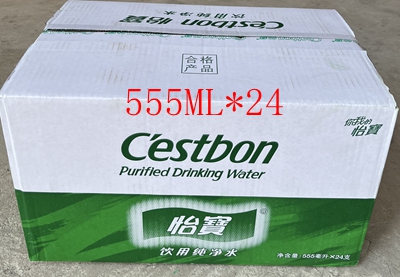 C'estbon
饮用纯净水
合格
产品
555ML*24
你我的
怡寶
C'estbon
Purified Drinking Water
怡寶
饮用纯净水
净含量：555毫升×24支